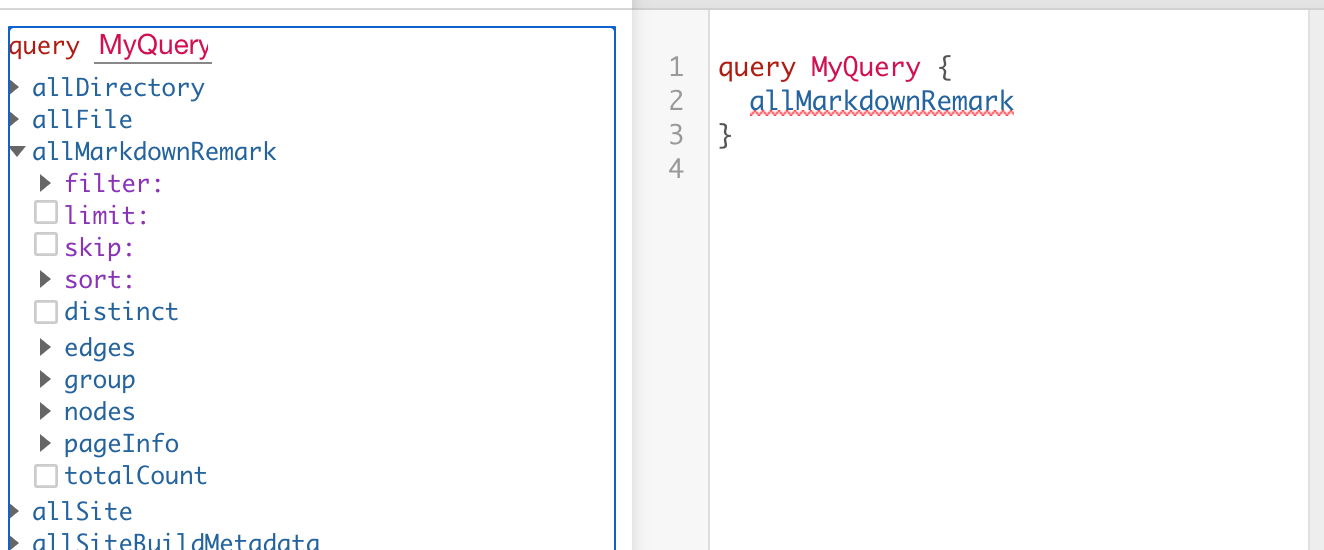 query MyQuery
allDirectory
allFile
allMarkdownRemark
filter:
limit:
skip:
sort:
distinct
edges
group
nodes
pageInfo
totalCount
allSite
allSiteBuildMetadata
1 query MyQuery {
2 allMarkdownRemark
3 }
4